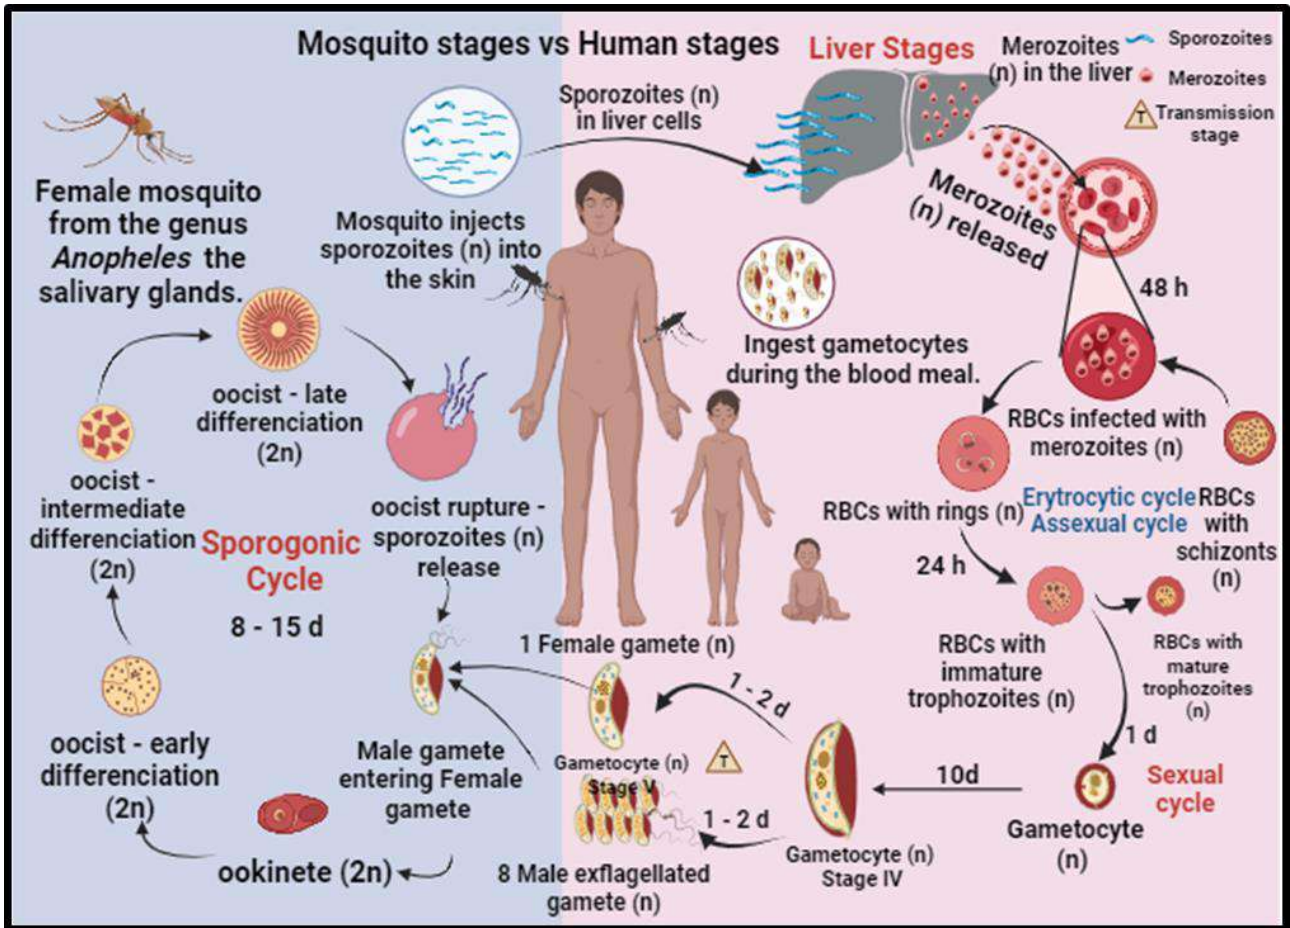 Mosquito stages vs Human stages
Liver Stages
Merozoites
(n) in the liver
Sporozoites
Merozoites
T
Transmission
stage
Sporozoites (n)
in liver cells
Female mosquito
from the genus
Anopheles the
salivary glands.
Mosquito injects
sporozoites (n) into
the skin
Merozoites
(n) released
48 h
Ingest gametocytes
during the blood meal.
oocist - late
differenciation
(2n)
RBCs infected with
merozoites (n)
oocist -
intermediate
differenciation
(2n)
Sporogonic
Cycle
8 - 15 d
oocist rupture -
sporozoites (n)
release
RBCs with rings (n)
Erytrocytic cycle
Assexual cycle
RBCs
with
schizonts
(n)
24 h
RBCs with
immature
trophozoites (n)
RBCs with
mature
trophozoites
(n)
1 Female gamete (n)
1 - 2 d
1 d
oocist - early
differenciation
(2n)
Male gamete
entering Female
gamete
Gametocyte (n)
Stage V
T
10d
Sexual
cycle
1 - 2 d
Gametocyte
(n)
Gametocyte (n)
Stage IV
ookinete (2n)
8 Male exflagellated
gamete (n)